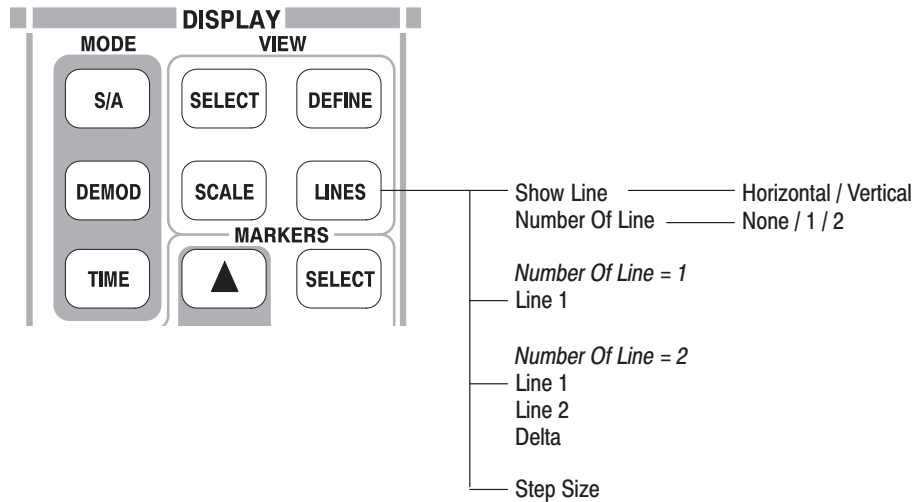 DISPLAY
MODE VIEW
S/A SELECT DEFINE
DEMOD SCALE LINES
MARKERS
TIME SELECT
Show Line Horizontal / Vertical
Number Of Line None / 1 / 2
Number Of Line = 1
Line 1
Number Of Line = 2
Line 1
Line 2
Delta
Step Size